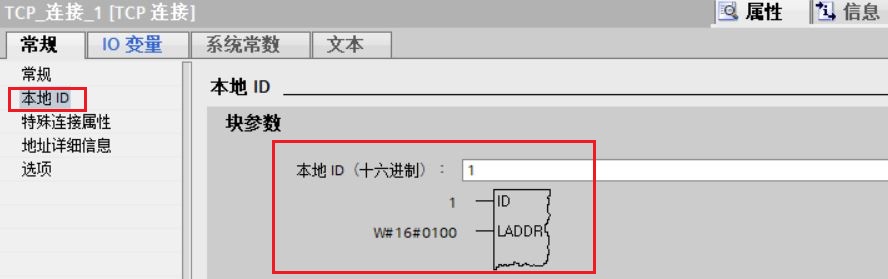 TCP_连接_1 [TCP 连接]
属性
信息
常规
IO 变量
系统常数
文本
常规
本地 ID
特殊连接属性
地址详细信息
选项
本地 ID
块参数
本地 ID（十六进制）： 1
1 ID
W#16#0100 LADDR